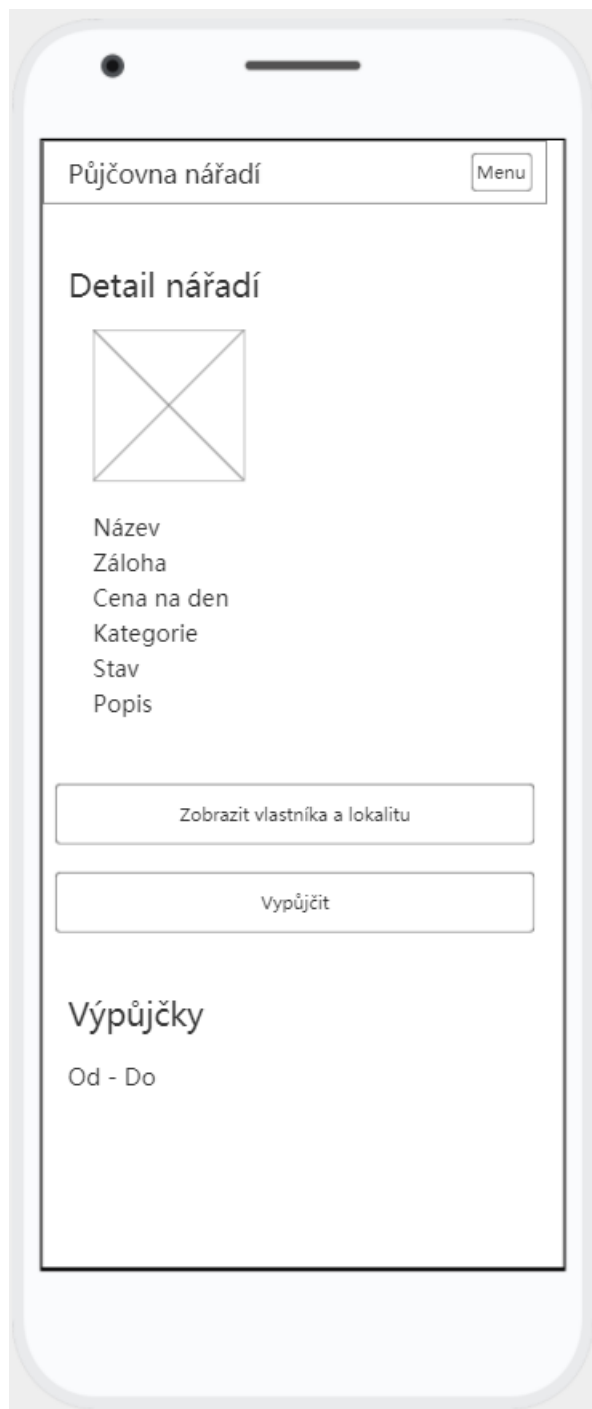 Půjčovna nářadí
Menu
Detail nářadí
Název
Záloha
Cena na den
Kategorie
Stav
Popis
Zobrazit vlastníka a lokalitu
Vypůjčit
Výpůjčky
Od - Do